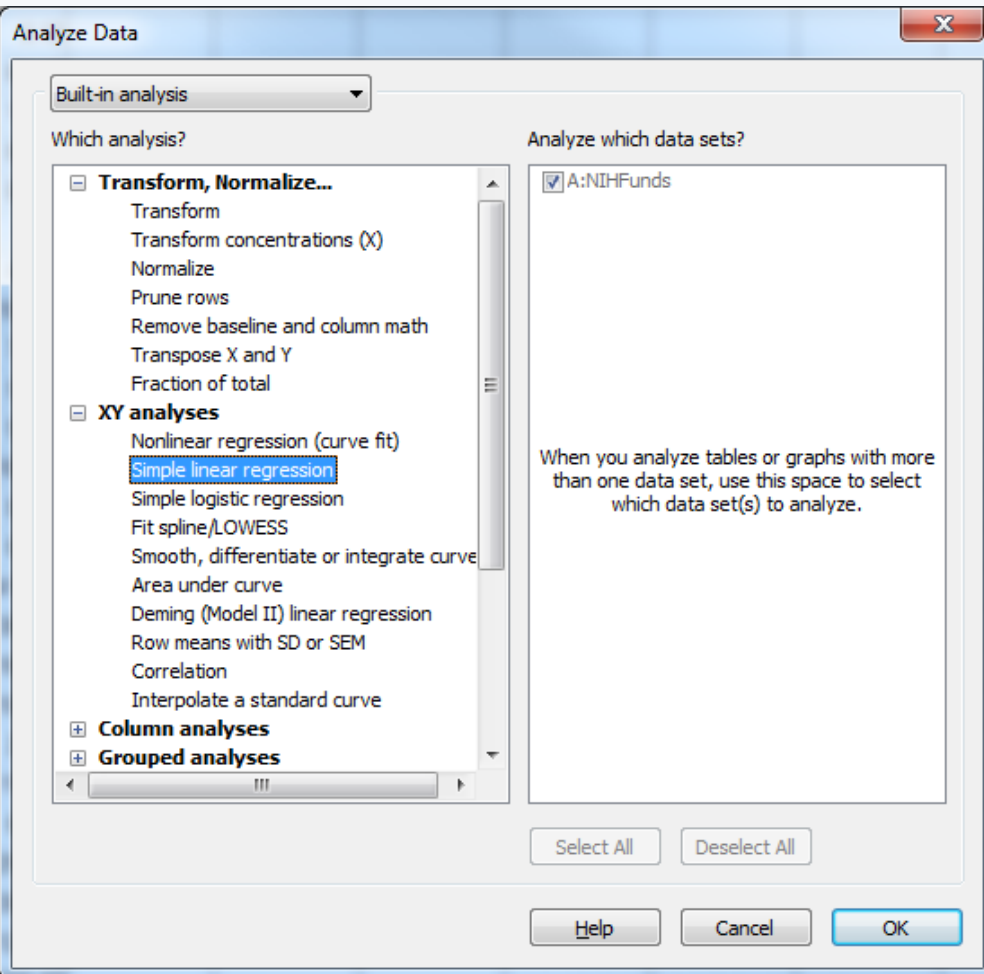 Analyze Data
Built-in analysis
Which analysis?
Transform, Normalize...
Transform
Transform concentrations (X)
Normalize
Prune rows
Remove baseline and column math
Transpose X and Y
Fraction of total
XY analyses
Nonlinear regression (curve fit)
Simple linear regression
Simple logistic regression
Fit spline/LOWESS
Smooth, differentiate or integrate curve
Area under curve
Deming (Model II) linear regression
Row means with SD or SEM
Correlation
Interpolate a standard curve
Column analyses
Grouped analyses
Analyze which data sets?
A:NIHFunds
When you analyze tables or graphs with more
than one data set, use this space to select
which data set(s) to analyze.
Select All
Deselect All
Help
Cancel
OK